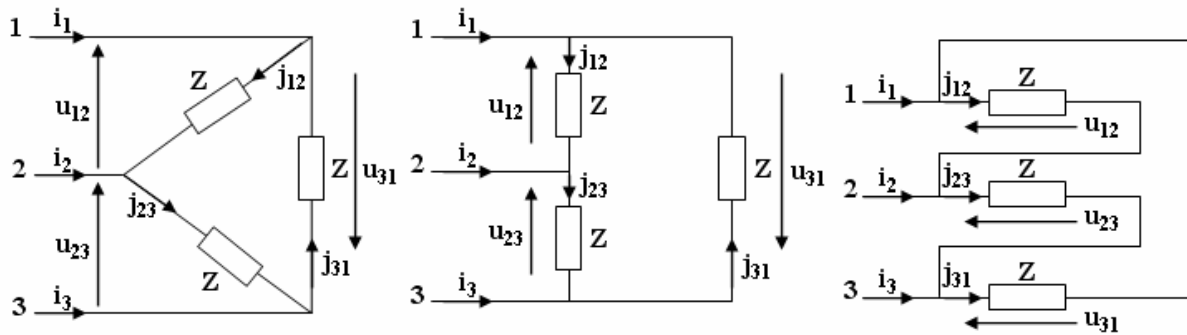 1 i1
Z j12
u12
2 i2
Z u31
j23
u23
Z j31
3 i3
1 i1
j12
u12 Z
2 i2
j23 Z u31
u23 Z
j31
3 i3
1 i1 j12 Z
u12
2 i2 j23 Z
u23
3 i3 j31 Z
u31